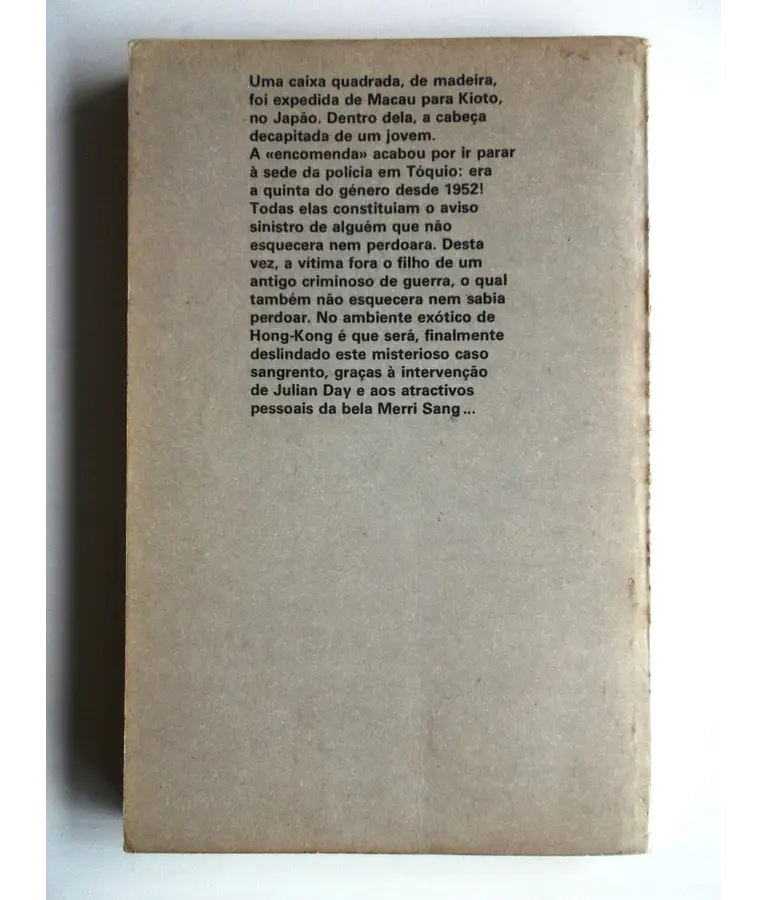 Uma caixa quadrada, de madeira,
foi expedida de Macau para Kioto,
no Japão. Dentro dela, a cabeça
decapitada de um jovem.
A «encomenda» acabou por ir parar
à sede da polícia em Tóquio: era
a quinta do género desde 1952!
Todas elas constituiam o aviso
sinistro de alguém que não
esquecera nem perdoara. Desta
vez, a vítima fora o filho de um
antigo criminoso de guerra, o qual
também não esquecera nem sabia
perdoar. No ambiente exótico de
Hong-Kong é que será, finalmente
deslindado este misterioso caso
sangrento, graças à intervenção
de Julian Day e aos atractivos
pessoais da bela Merri Sang...